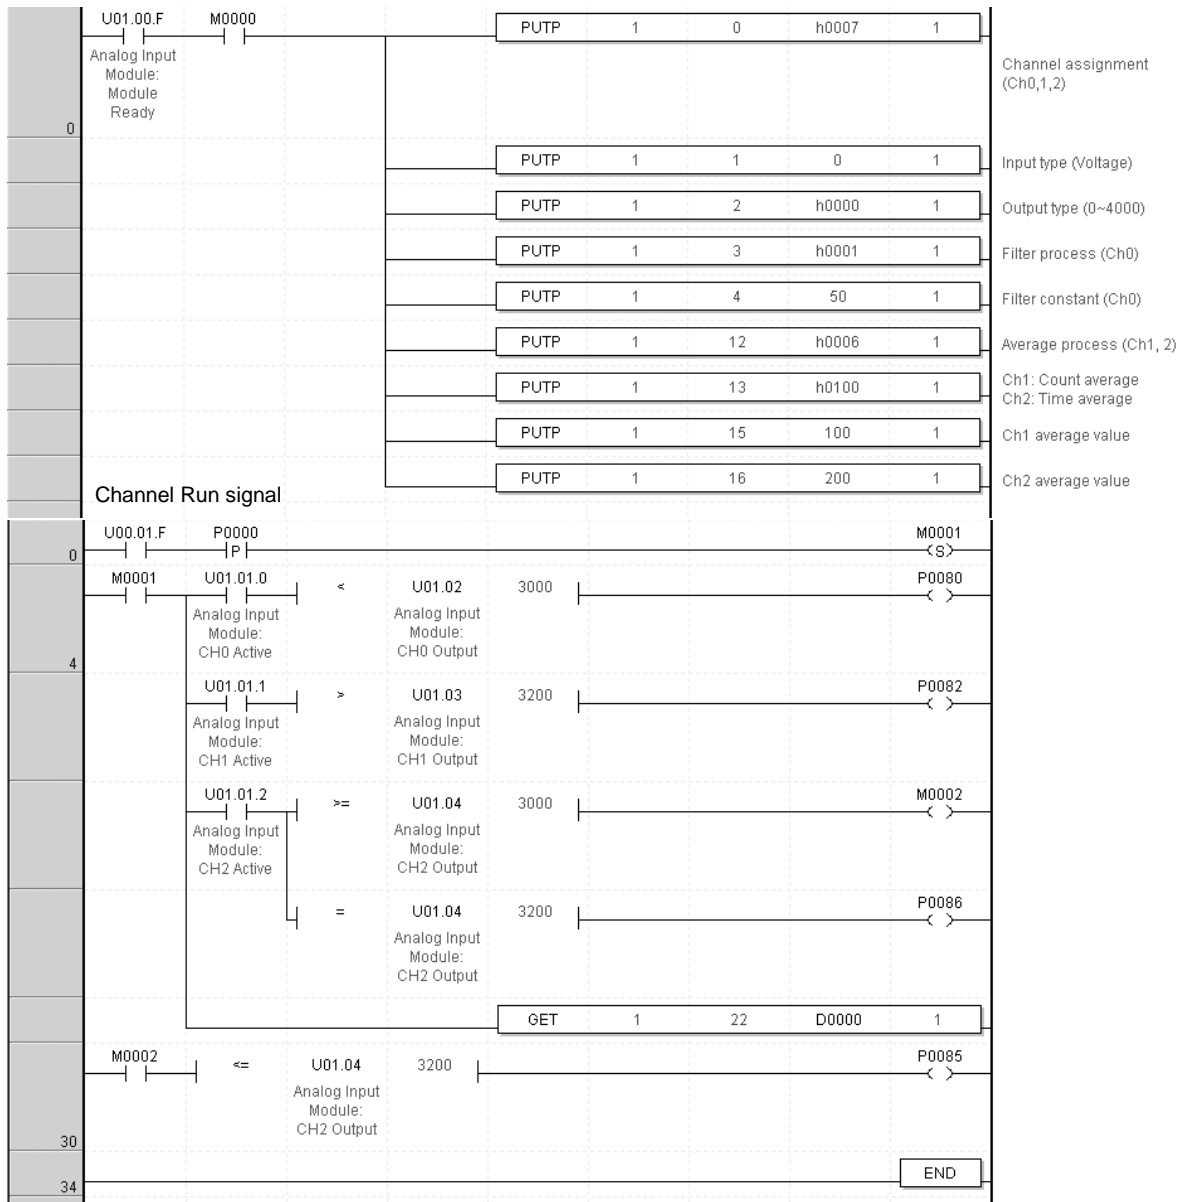 U01.00.F M0000 PUTP 1 0 h0007 1
Analog Input
Module:
Module
Ready
Channel assignment
(Ch0,1,2)
0
PUTP 1 1 0 1 Input type (Voltage)
PUTP 1 2 h0000 1 Output type (0~4000)
PUTP 1 3 h0001 1 Filter process (Ch0)
PUTP 1 4 50 1 Filter constant (Ch0)
PUTP 1 12 h0006 1 Average process (Ch1, 2)
PUTP 1 13 h0100 1 Ch1: Count average
Ch2: Time average
PUTP 1 15 100 1 Ch1 average value
PUTP 1 16 200 1 Ch2 average value
Channel Run signal
U00.01.F P0000 M0001
0 P S
M0001 U01.01.0 < U01.02 3000 P0080
Analog Input Analog Input
Module: Module:
CH0 Active CH0 Output
4
U01.01.1 > U01.03 3200 P0082
Analog Input Analog Input
Module: Module:
CH1 Active CH1 Output
U01.01.2 >= U01.04 3000 M0002
Analog Input Analog Input
Module: Module:
CH2 Active CH2 Output
= U01.04 3200 P0086
Analog Input
Module:
CH2 Output
GET 1 22 D0000 1
M0002 <= U01.04 3200 P0085
Analog Input
Module:
CH2 Output
30
END
34